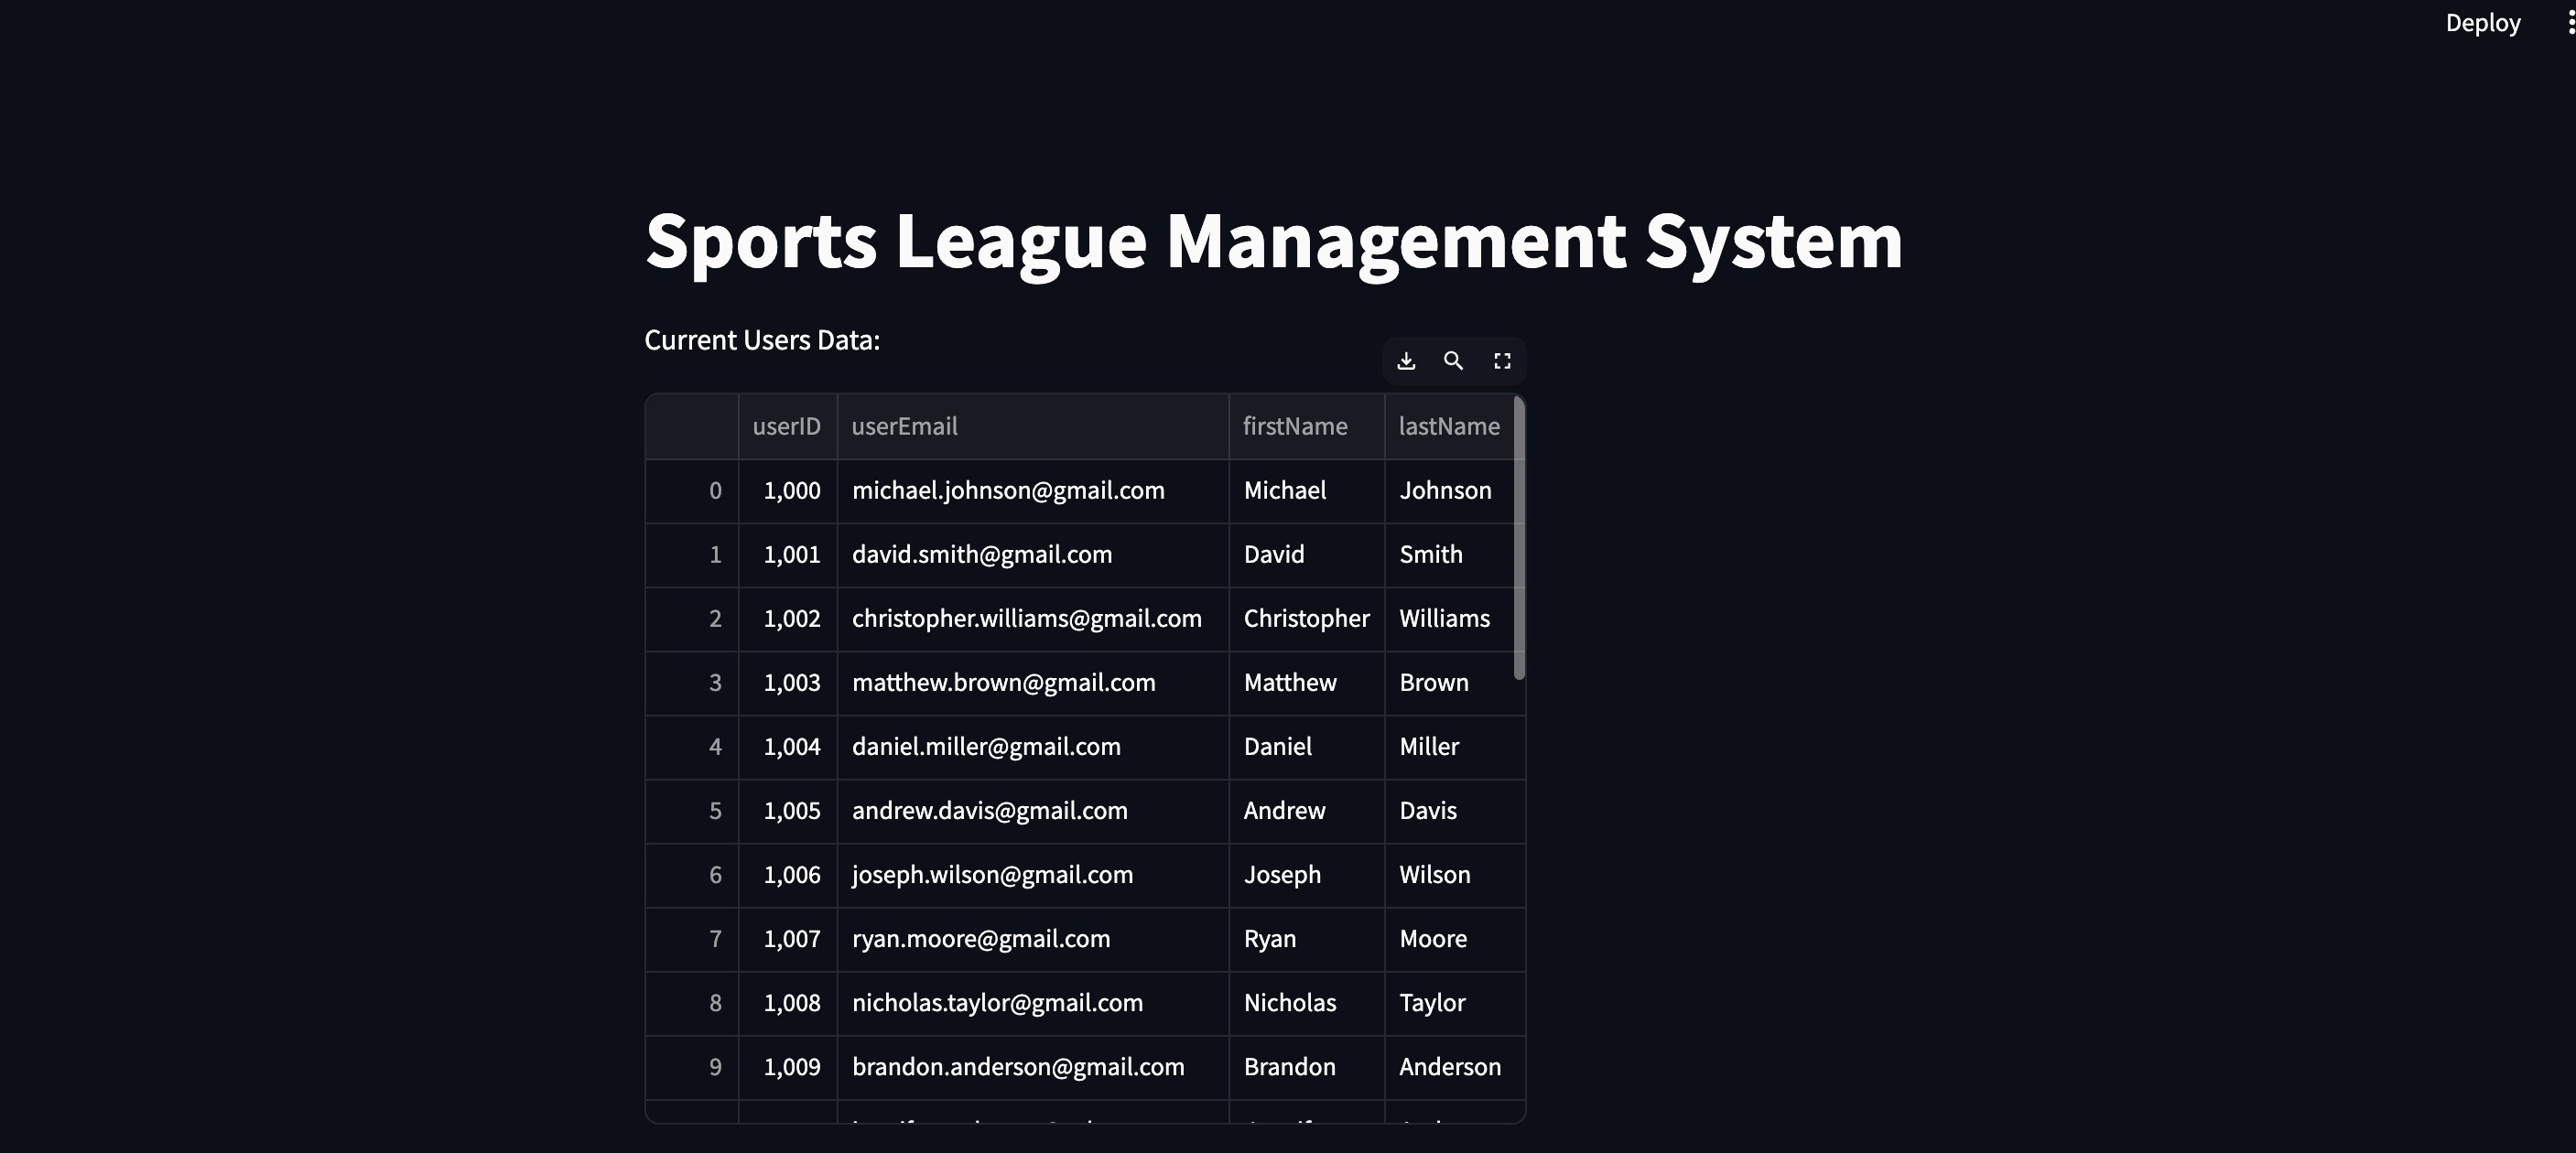 Deploy
Sports League Management System
Current Users Data:
userID userEmail firstName lastName
0 1,000 michael.johnson@gmail.com Michael Johnson
1 1,001 david.smith@gmail.com David Smith
2 1,002 christopher.williams@gmail.com Christopher Williams
3 1,003 matthew.brown@gmail.com Matthew Brown
4 1,004 daniel.miller@gmail.com Daniel Miller
5 1,005 andrew.davis@gmail.com Andrew Davis
6 1,006 joseph.wilson@gmail.com Joseph Wilson
7 1,007 ryan.moore@gmail.com Ryan Moore
8 1,008 nicholas.taylor@gmail.com Nicholas Taylor
9 1,009 brandon.anderson@gmail.com Brandon Anderson